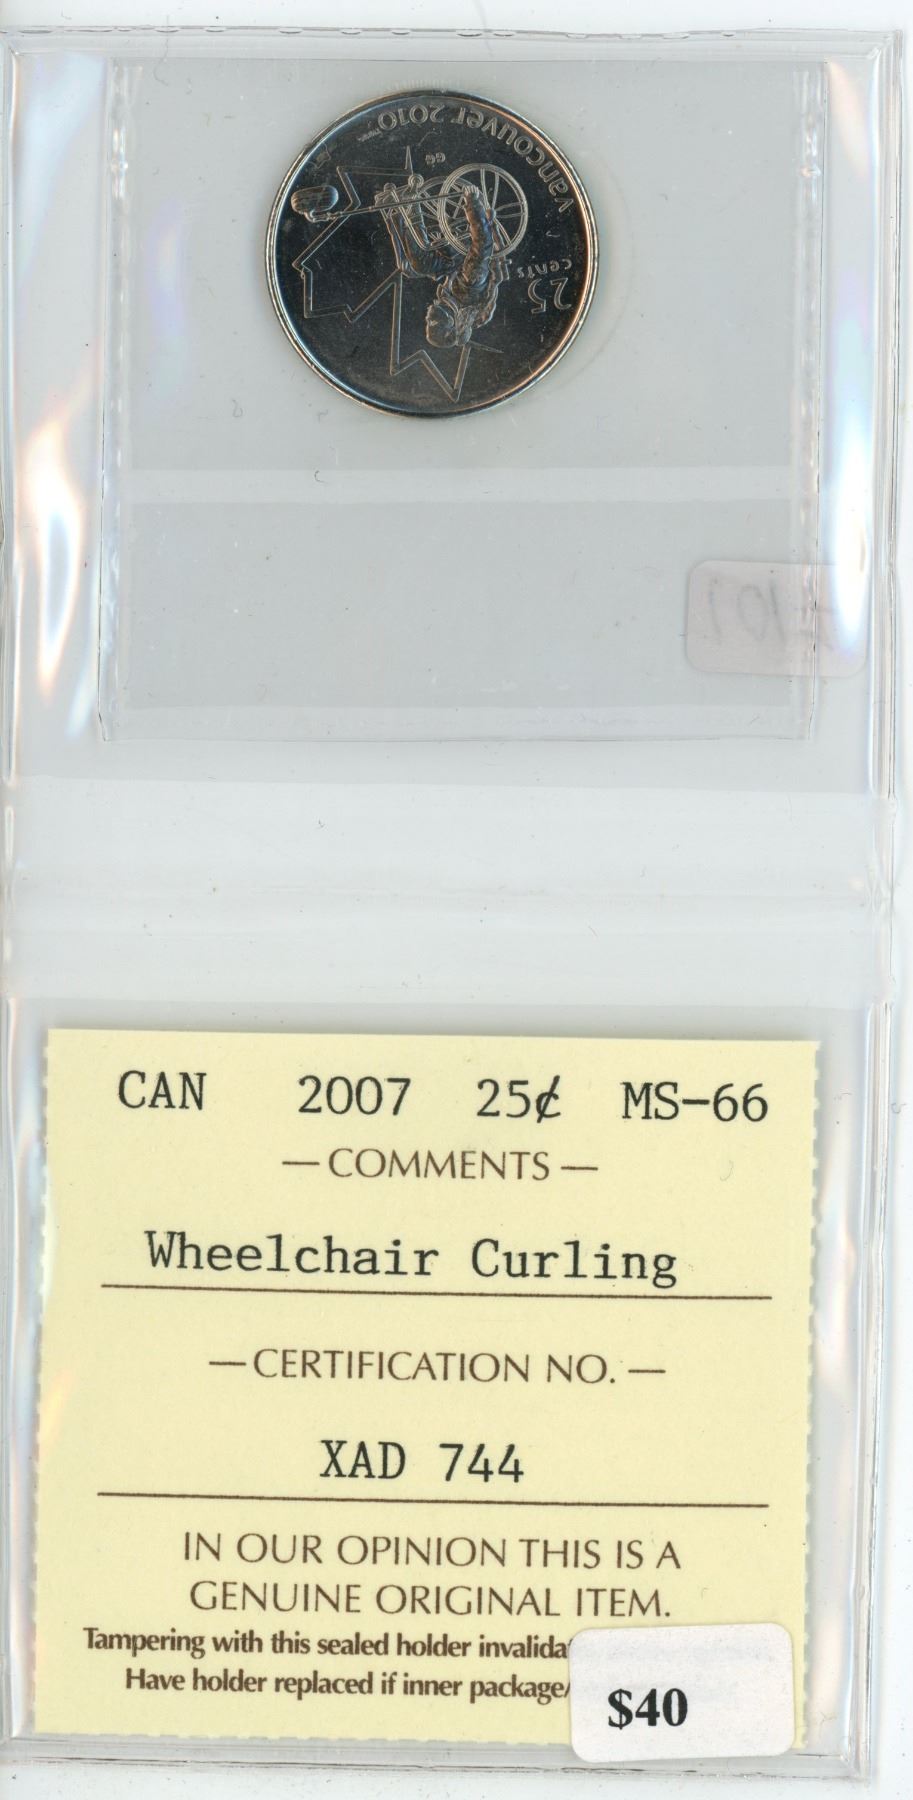 vancouver 2010
GG
25
cents
CAN 2007 25¢ MS-66
— COMMENTS —
Wheelchair Curling
— CERTIFICATION NO. —
XAD 744
IN OUR OPINION THIS IS A
GENUINE ORIGINAL ITEM.
Tampering with this sealed holder
Have holder replaced if inner package/
$40